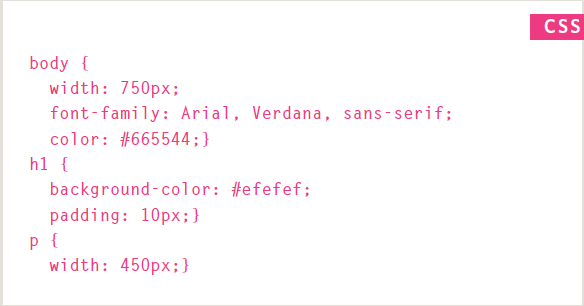 CSS
body {
  width: 750px;
  font-family: Arial, Verdana, sans-serif;
  color: #665544;}
h1 {
  background-color: #efefef;
  padding: 10px;}
p {
  width: 450px;}